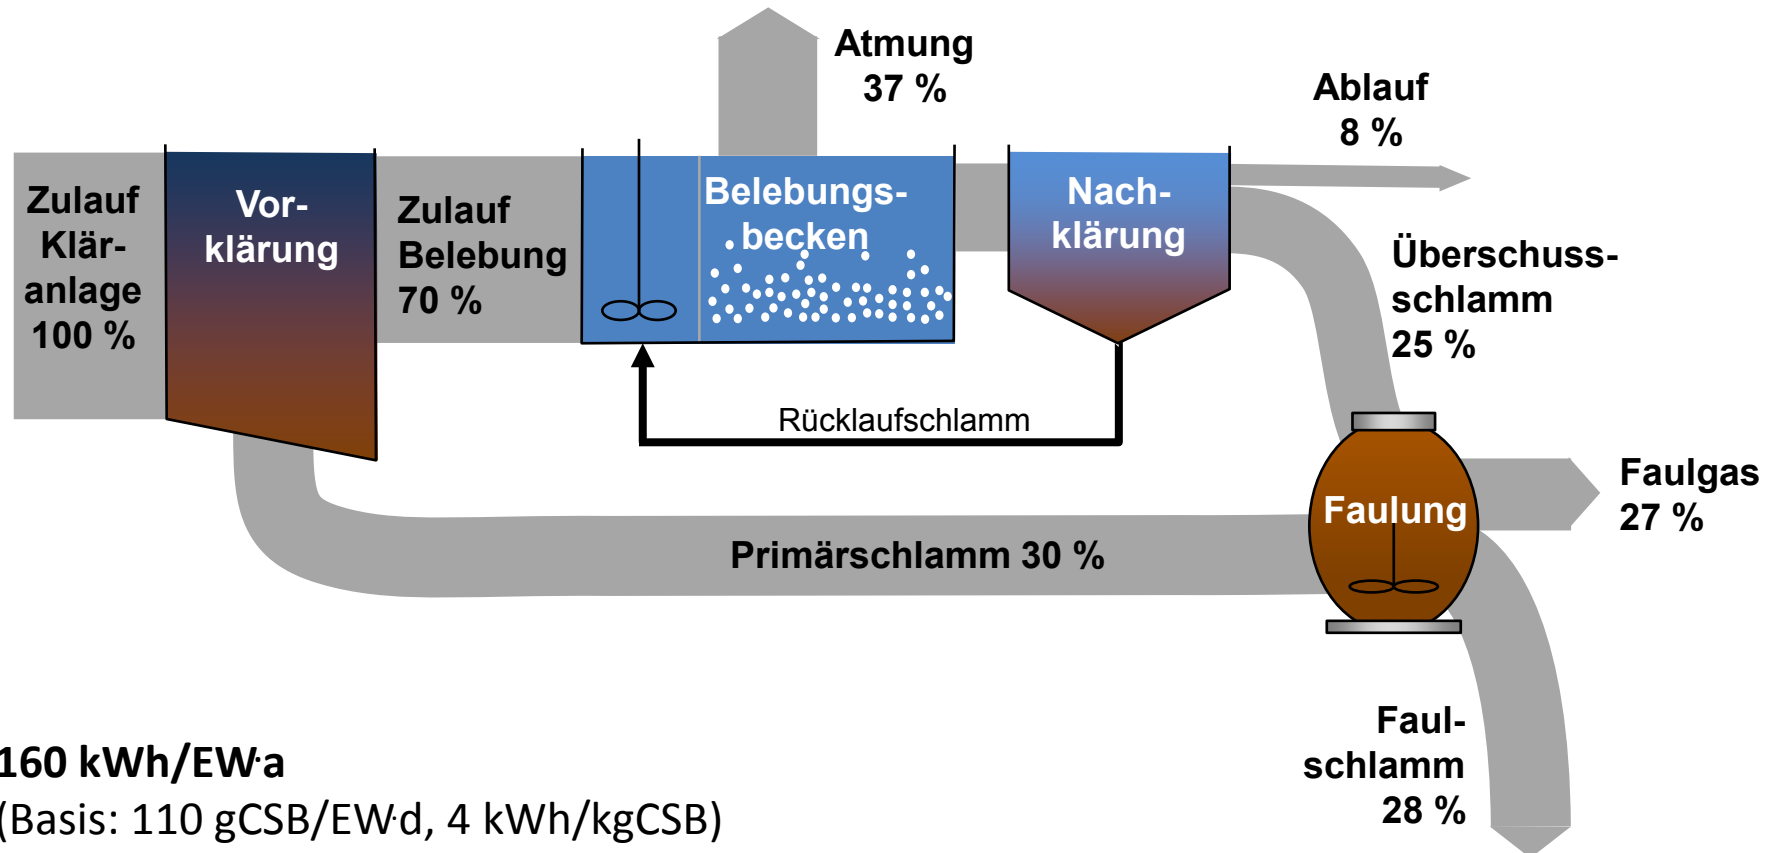 Atmung
37 %
Ablauf
8 %
Zulauf
Klär-
anlage
100 %
Vor-
klärung
Zulauf
Belebung
70 %
Belebungs-
becken
Nach-
klärung
Überschuss-
schlamm
25 %
Rücklaufschlamm
Faulung
Faulgas
27 %
Primärschlamm 30 %
Faul-
schlamm
28 %
160 kWh/EW·a
(Basis: 110 gCSB/EW·d, 4 kWh/kgCSB)